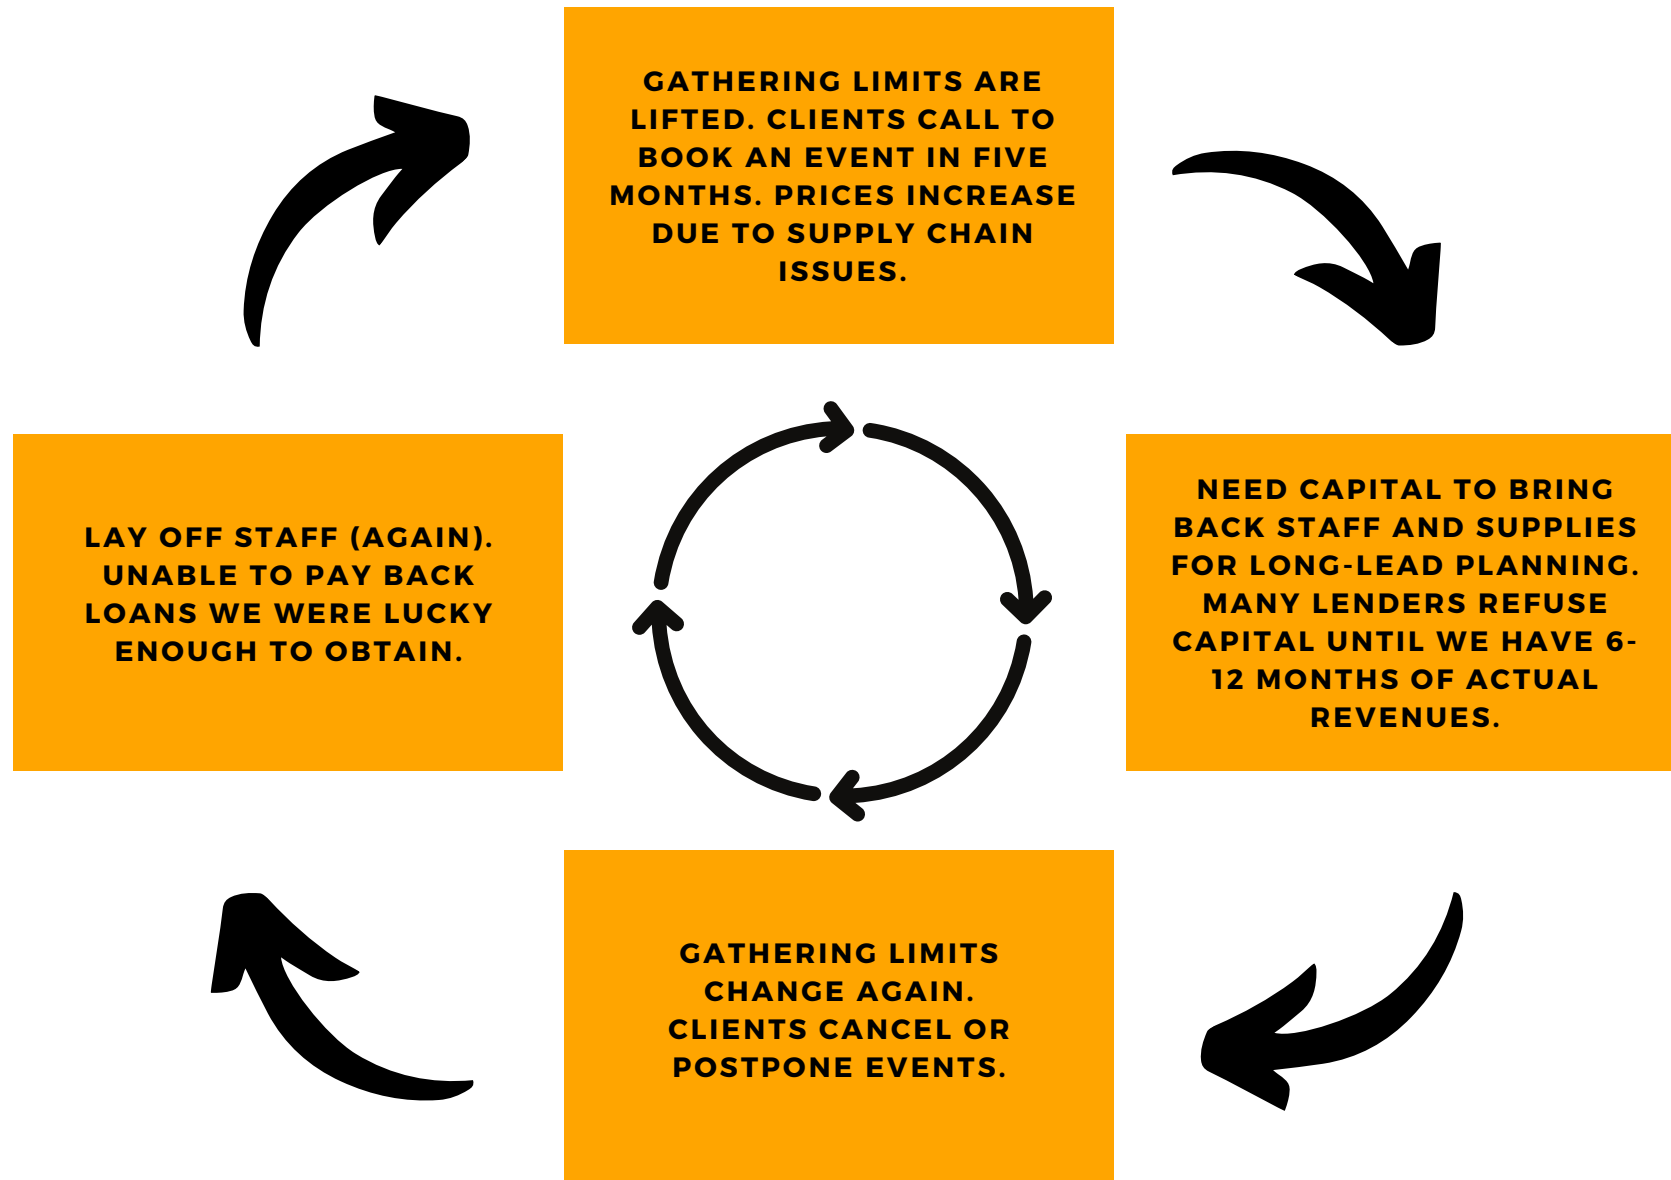 GATHERING LIMITS ARE
LIFTED. CLIENTS CALL TO
BOOK AN EVENT IN FIVE
MONTHS. PRICES INCREASE
DUE TO SUPPLY CHAIN
ISSUES.
NEED CAPITAL TO BRING
BACK STAFF AND SUPPLIES
FOR LONG-LEAD PLANNING.
MANY LENDERS REFUSE
CAPITAL UNTIL WE HAVE 6-
12 MONTHS OF ACTUAL
REVENUES.
GATHERING LIMITS
CHANGE AGAIN.
CLIENTS CANCEL OR
POSTPONE EVENTS.
LAY OFF STAFF (AGAIN).
UNABLE TO PAY BACK
LOANS WE WERE LUCKY
ENOUGH TO OBTAIN.